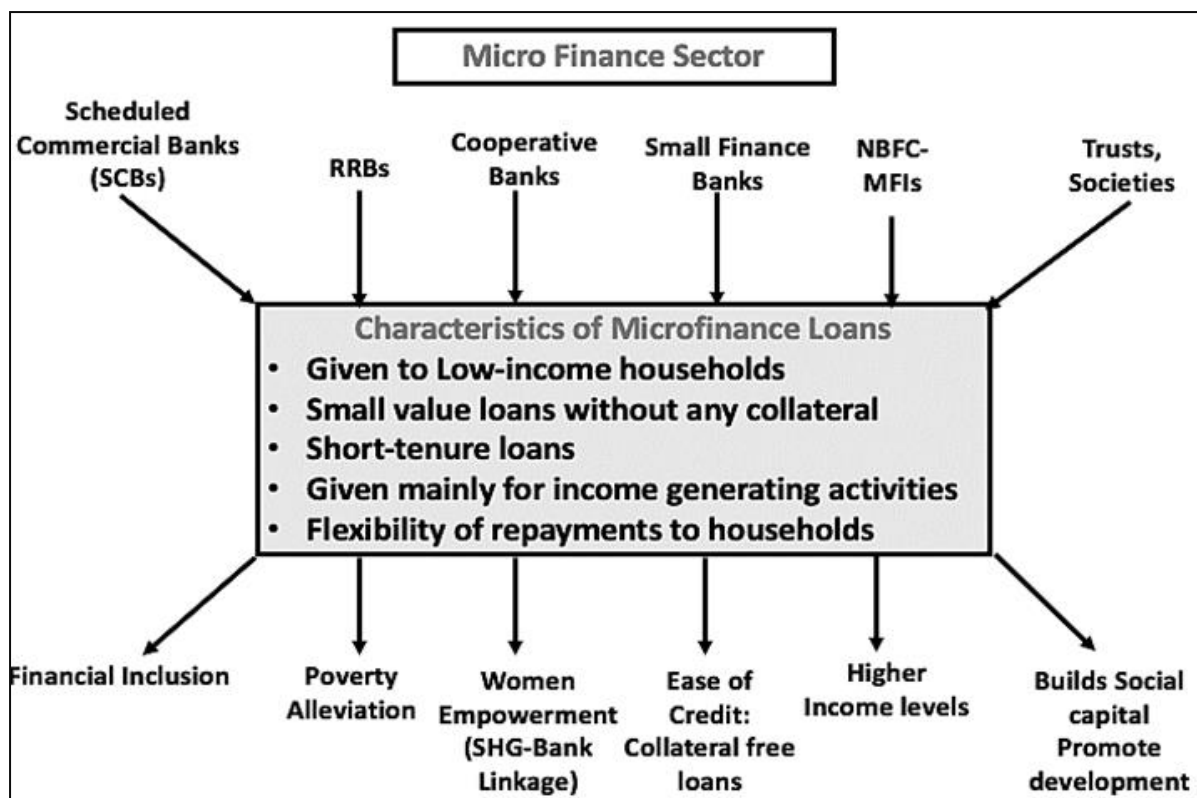 Micro Finance Sector
Scheduled
Commercial Banks
(SCBs)
RRBs
Cooperative
Banks
Small Finance
Banks
NBFC-
MFIs
Trusts,
Societies
Characteristics of Microfinance Loans
• Given to Low-income households
• Small value loans without any collateral
• Short-tenure loans
• Given mainly for income generating activities
• Flexibility of repayments to households
Financial Inclusion
Poverty
Alleviation
Women
Empowerment
(SHG-Bank
Linkage)
Ease of
Credit:
Collateral free
loans
Higher
Income levels
Builds Social
capital
Promote
development